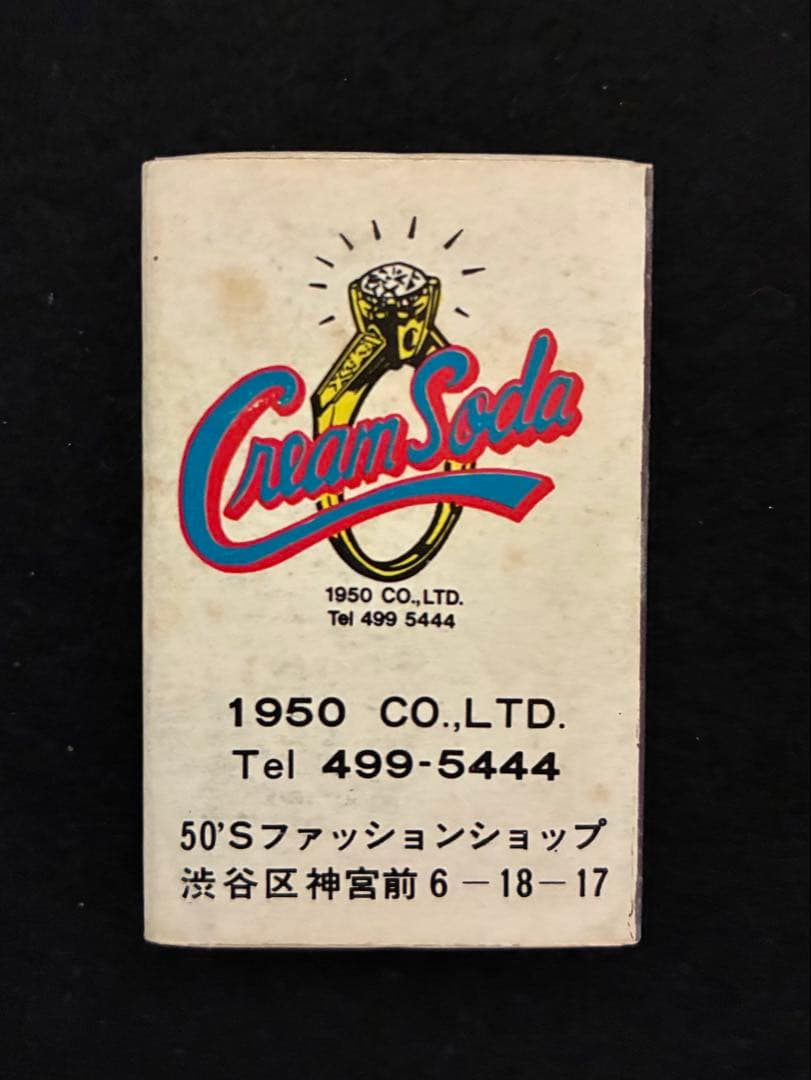 Cream Soda
1950 CO.,LTD.
Tel 499 5444
1950 CO.,LTD.
Tel 499-5444
50'Sファッションショップ
渋谷区神宮前6-18-17